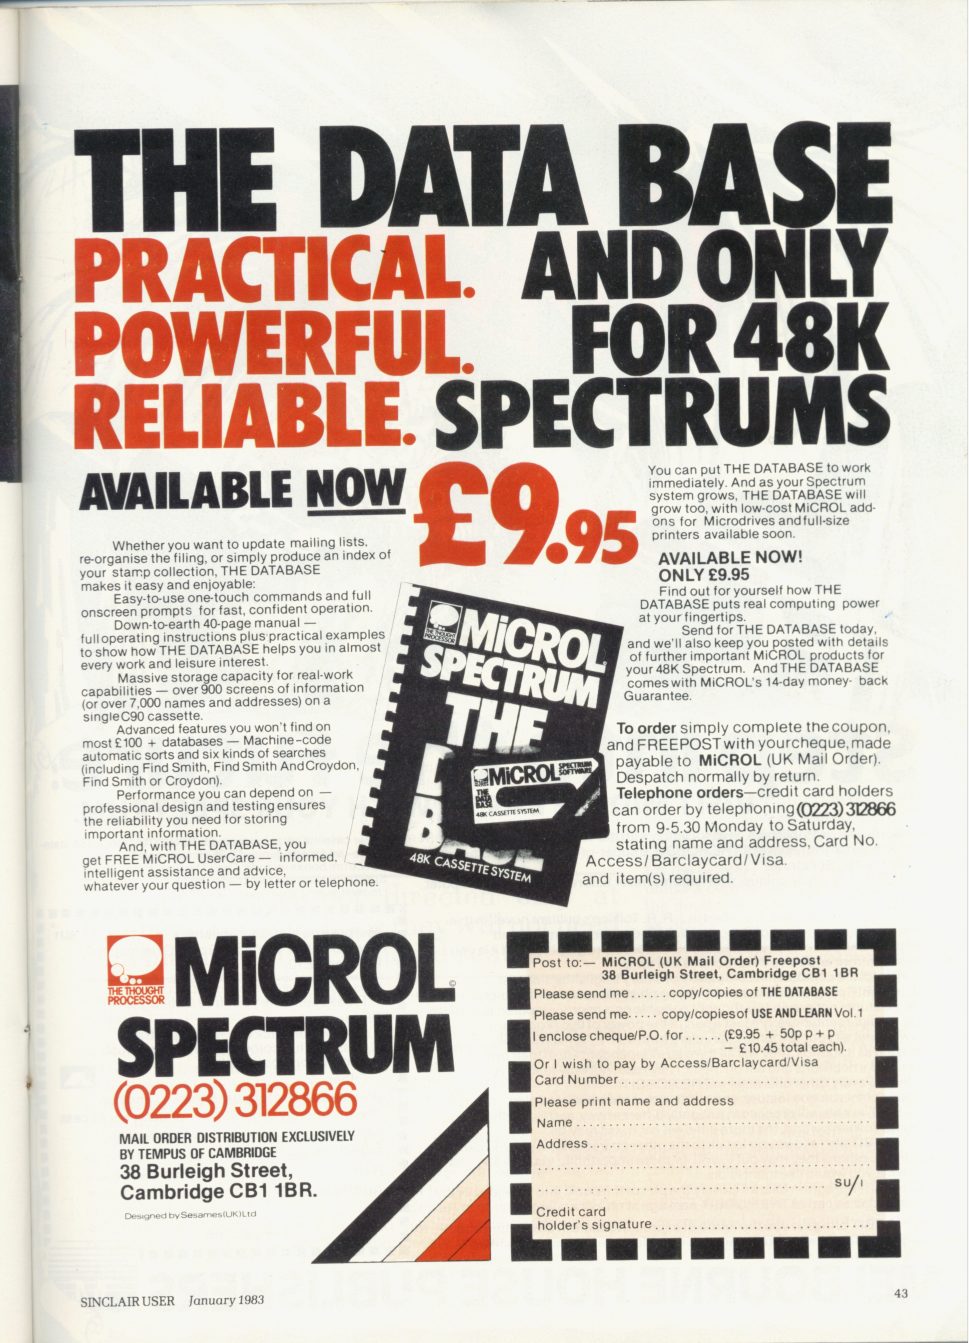 THE DATA BASE
PRACTICAL. AND ONLY
POWERFUL. FOR 48K
RELIABLE. SPECTRUMS
AVAILABLE NOW £9.95
Whether you want to update mailing lists,
re-organise the filing, or simply produce an index of
your stamp collection, THE DATABASE
makes it easy and enjoyable:
Easy-to-use one-touch commands and full
onscreen prompts for fast, confident operation.
Down-to-earth 40-page manual —
full operating instructions plus practical examples
to show how THE DATABASE helps you in almost
every work and leisure interest.
Massive storage capacity for real-work
capabilities — over 900 screens of information
(or over 7,000 names and addresses) on a
single C90 cassette.
Advanced features you won't find on
most £100 + databases — Machine-code
automatic sorts and six kinds of searches
(including Find Smith, Find Smith And Croydon,
Find Smith or Croydon).
Performance you can depend on —
professional design and testing ensures
the reliability you need for storing
important information.
And, with THE DATABASE, you
get FREE MiCROL UserCare — informed.
intelligent assistance and advice,
whatever your question — by letter or telephone.
THE THOUGHT
PROCESSOR
MiCROL
SPECTRUM
THE
DATA
BASE
48K CASSETTE SYSTEM
MiCROL SPECTRUM
SOFTWARE
THE
DATA
BASE
48K CASSETTE SYSTEM
You can put THE DATABASE to work
immediately. And as your Spectrum
system grows, THE DATABASE will
grow too, with low-cost MiCROL add-
ons for Microdrives and full-size
printers available soon.
AVAILABLE NOW!
ONLY £9.95
Find out for yourself how THE
DATABASE puts real computing power
at your fingertips.
Send for THE DATABASE today,
and we'll also keep you posted with details
of further important MiCROL products for
your 48K Spectrum. And THE DATABASE
comes with MiCROL's 14-day money- back
Guarantee.
To order simply complete the coupon,
and FREEPOST with your cheque, made
payable to MiCROL (UK Mail Order).
Despatch normally by return.
Telephone orders—credit card holders
can order by telephoning (0223) 312866
from 9-5.30 Monday to Saturday,
stating name and address, Card No.
Access/Barclaycard/Visa.
and item(s) required.
THE THOUGHT
PROCESSOR
MiCROL ©
SPECTRUM
(0223) 312866
MAIL ORDER DISTRIBUTION EXCLUSIVELY
BY TEMPUS OF CAMBRIDGE
38 Burleigh Street,
Cambridge CB1 1BR.
Designed by Sesames (UK) Ltd
Post to:— MiCROL (UK Mail Order) Freepost
38 Burleigh Street, Cambridge CB1 1BR
Please send me ...... copy/copies of THE DATABASE
Please send me ..... copy/copies of USE AND LEARN Vol. 1
I enclose cheque/P.O. for ...... (£9.95 + 50p p + p
– £10.45 total each).
Or I wish to pay by Access/Barclaycard/Visa
Card Number
Please print name and address
Name
Address
SU/1
Credit card
holder's signature
SINCLAIR USER January 1983
43